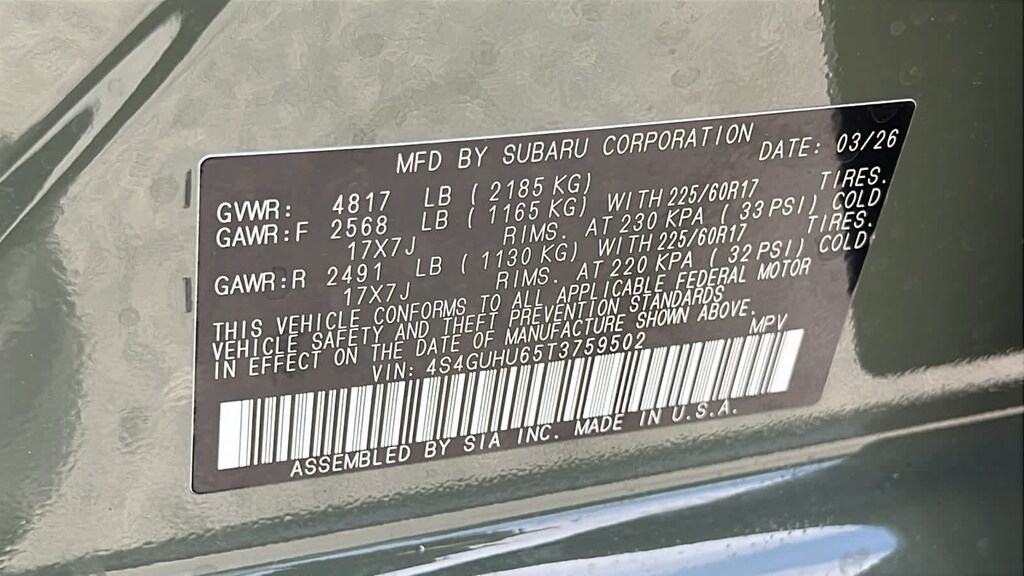 MFD BY SUBARU CORPORATION DATE: 03/26
GVWR: 4817 LB ( 2185 KG)
GAWR:F 2568 LB ( 1165 KG) WITH 225/60R17 TIRES.
17X7J RIMS. AT 230 KPA ( 33 PSI) COLD
GAWR:R 2491 LB ( 1130 KG) WITH 225/60R17 TIRES.
17X7J RIMS. AT 220 KPA ( 32 PSI) COLD
THIS VEHICLE CONFORMS TO ALL APPLICABLE FEDERAL MOTOR
VEHICLE SAFETY AND THEFT PREVENTION STANDARDS
IN EFFECT ON THE DATE OF MANUFACTURE SHOWN ABOVE.
VIN: 4S4GUHU65T3759502 MPV
ASSEMBLED BY SIA INC. MADE IN U.S.A.